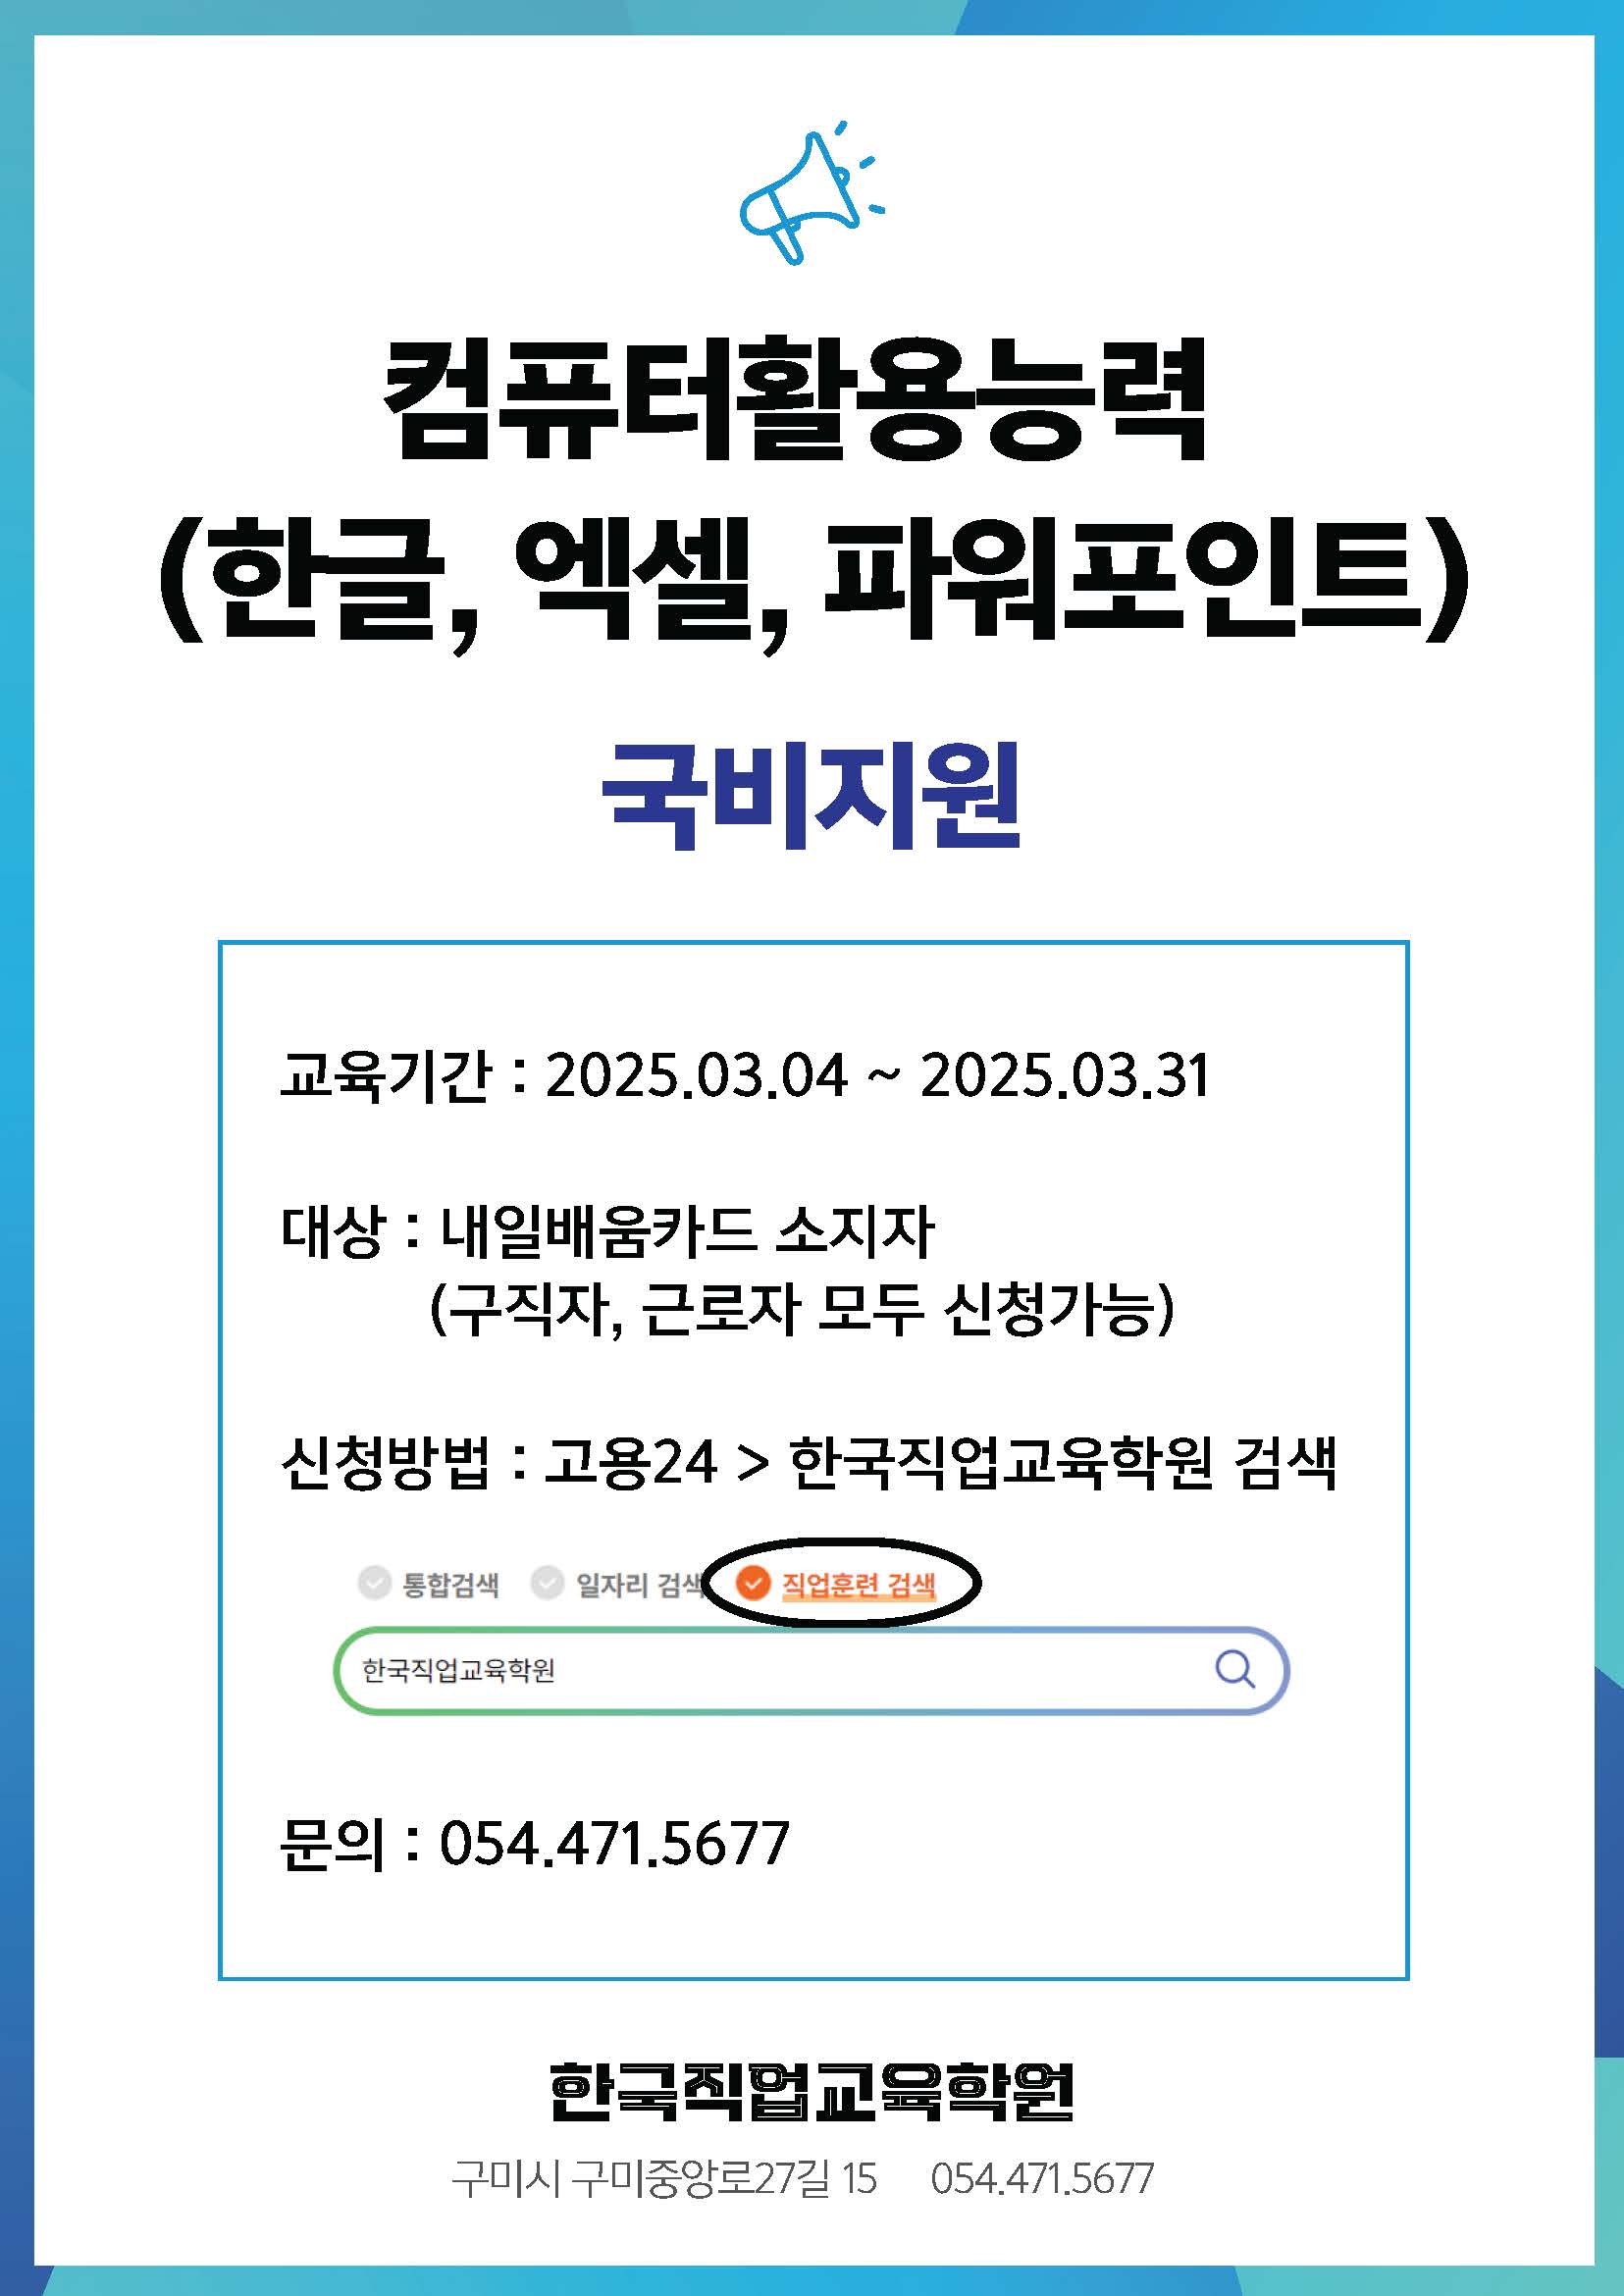 컴퓨터활용능력
(한글, 엑셀, 파워포인트)
국비지원
교육기간 : 2025.03.04 ~ 2025.03.31
대상 : 내일배움카드 소지자
(구직자, 근로자 모두 신청가능)
신청방법 : 고용24 > 한국직업교육학원 검색
통합검색 일자리 검색 직업훈련 검색
한국직업교육학원
문의 : 054.471.5677
한국직업교육학원
구미시 구미중앙로27길 15 054.471.5677